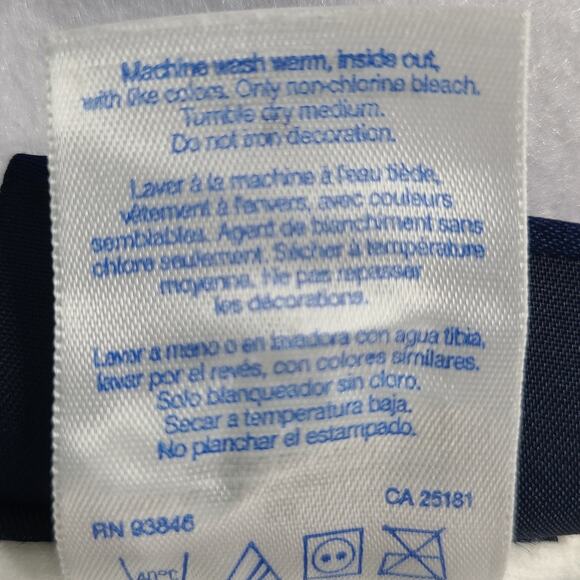 Machine wash warm, inside out,
with like colors. Only non-chlorine bleach.
Tumble dry medium.
Do not iron decoration.
Laver à la machine à l'eau tiède,
vêtement à l'envers, avec couleurs
semblables. Agent de blanchiment sans
chlore seulement. Sécher à température
moyenne. Ne pas repasser
les décorations.
Lavar a mano o en lavadora con agua tibia,
lavar por el revés, con colores similares.
Solo blanqueador sin cloro.
Secar a temperatura baja.
No planchar el estampado.
CA 25181
RN 93846
40°C